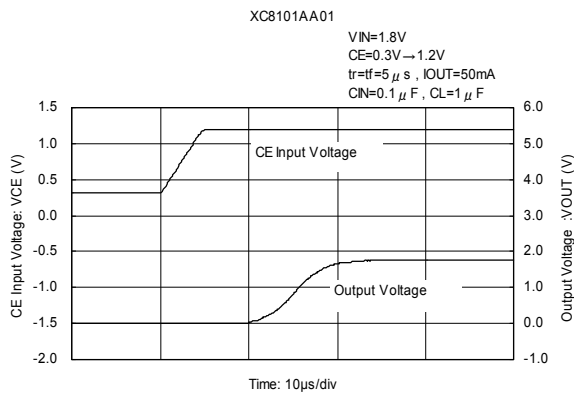 XC8101AA01
VIN=1.8V
CE=0.3V→1.2V
tr=tf=5 μ s , IOUT=50mA
CIN=0.1 μ F , CL=1 μ F
1.5
1.0
0.5
0.0
-0.5
-1.0
-1.5
-2.0
CE Input Voltage: VCE (V)
CE Input Voltage
Output Voltage
6.0
5.0
4.0
3.0
2.0
1.0
0.0
-1.0
Output Voltage :VOUT (V)
Time: 10μs/div